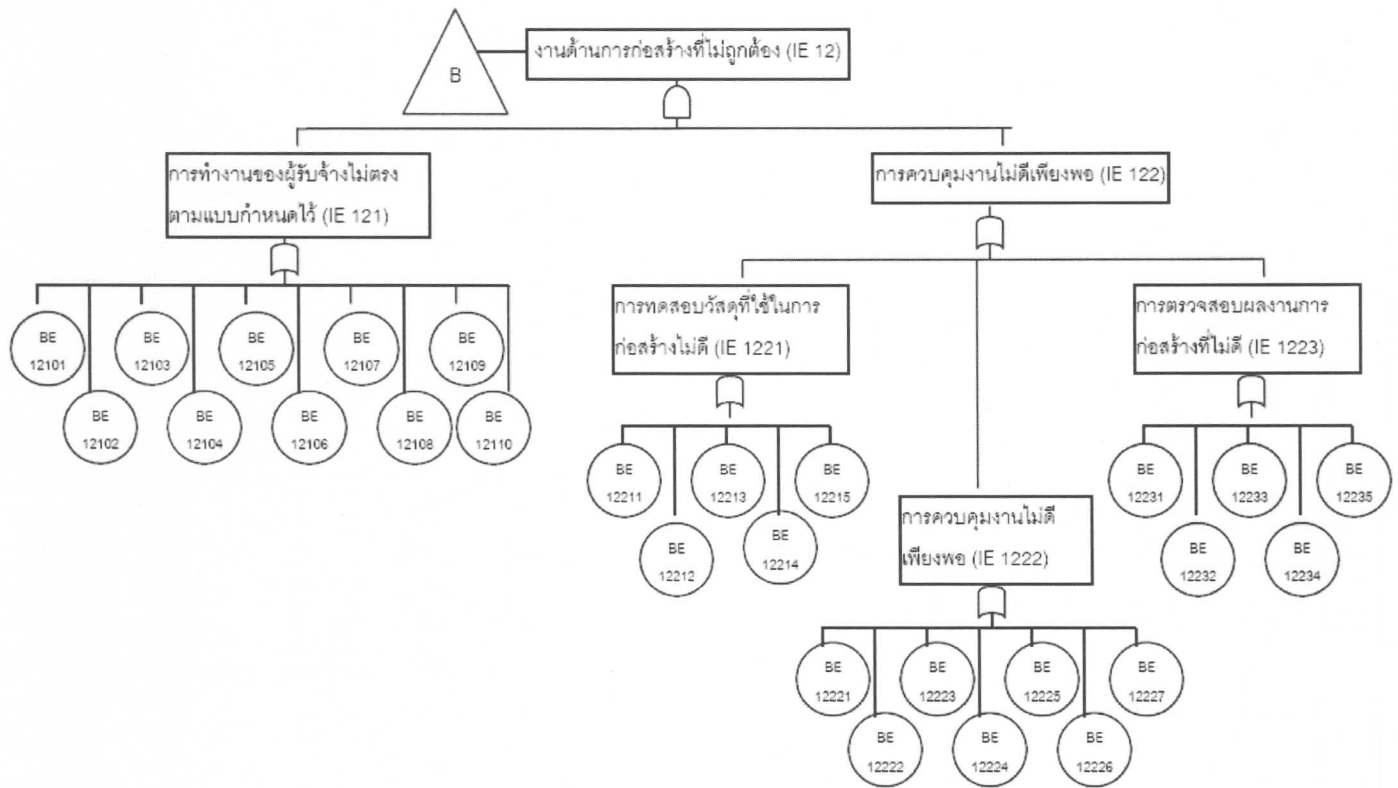 B
งานด้านการก่อสร้างที่ไม่ถูกต้อง (IE 12)
การทำงานของผู้รับจ้างไม่ตรง
ตามแบบกำหนดไว้ (IE 121)
การควบคุมงานไม่ดีเพียงพอ (IE 122)
BE
12101
BE
12102
BE
12103
BE
12104
BE
12105
BE
12106
BE
12107
BE
12108
BE
12109
BE
12110
การทดสอบวัสดุที่ใช้ในการ
ก่อสร้างไม่ดี (IE 1221)
BE
12211
BE
12212
BE
12213
BE
12214
BE
12215
การควบคุมงานไม่ดี
เพียงพอ (IE 1222)
BE
12221
BE
12222
BE
12223
BE
12224
BE
12225
BE
12226
BE
12227
การตรวจสอบผลงานการ
ก่อสร้างที่ไม่ดี (IE 1223)
BE
12231
BE
12232
BE
12233
BE
12234
BE
12235